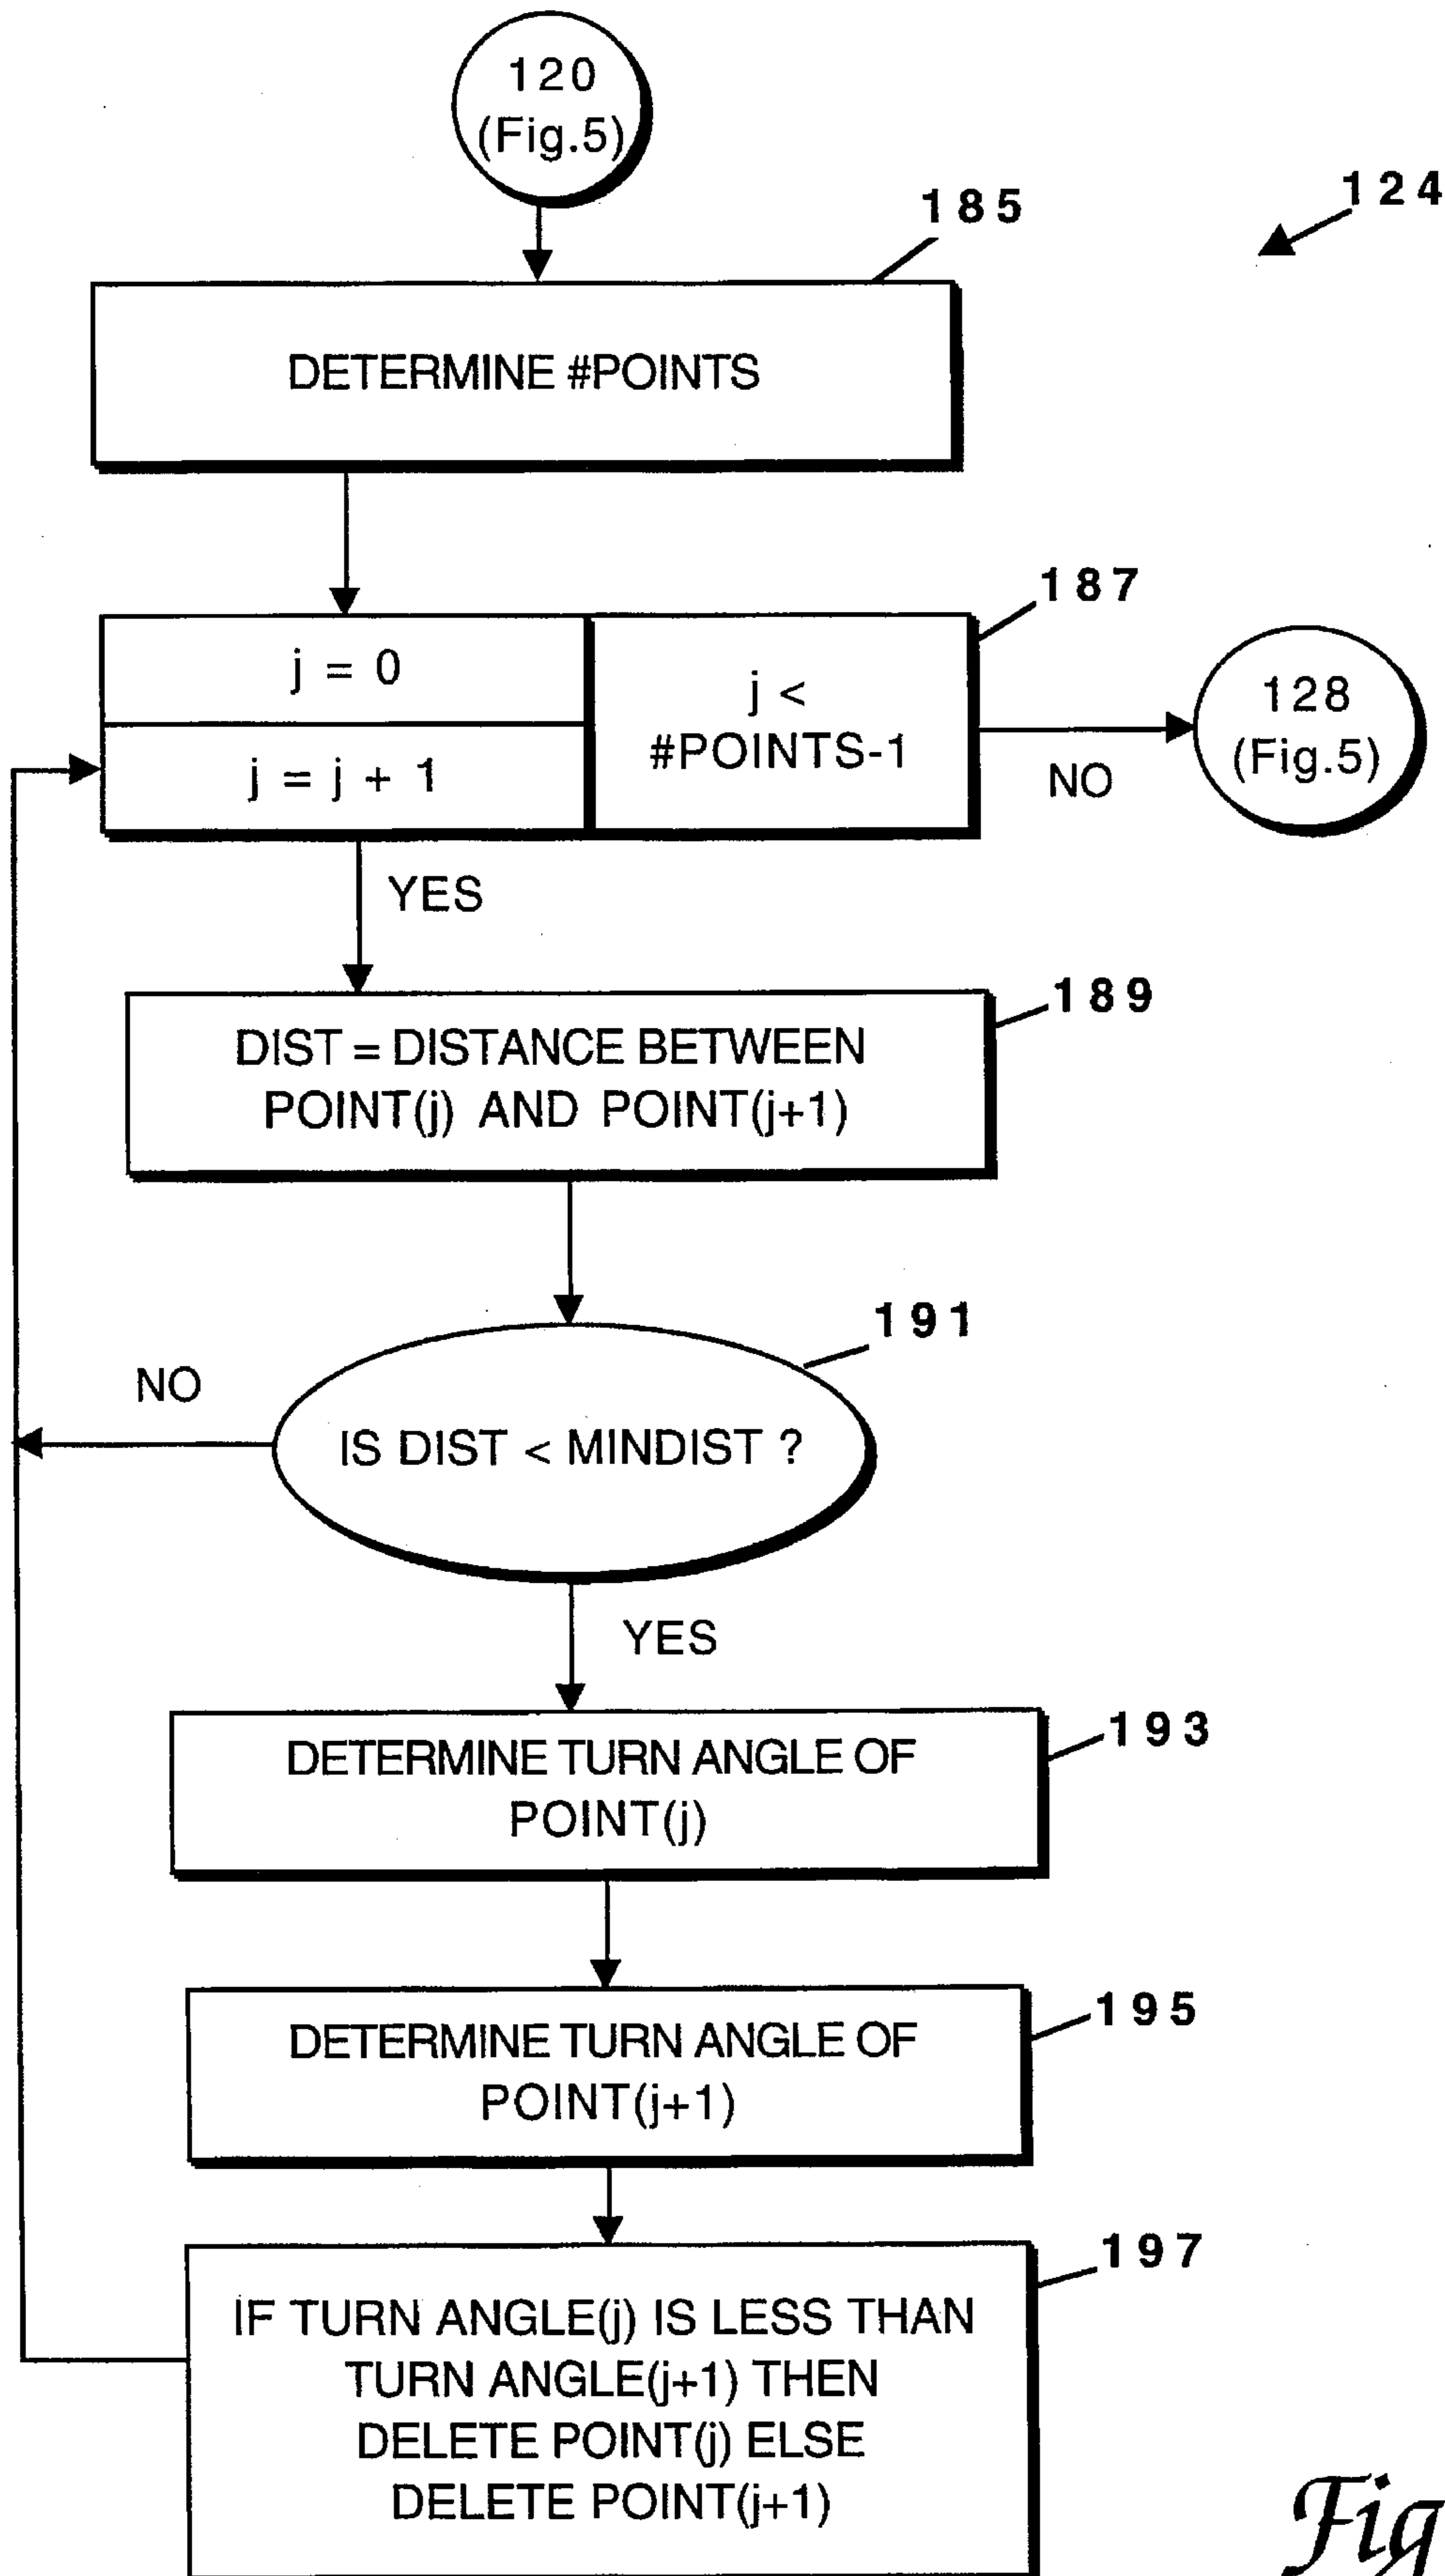 120
(Fig.5)
124
185
DETERMINE #POINTS
187
j = 0
j = j + 1
j <
#POINTS-1
NO
128
(Fig.5)
YES
189
DIST = DISTANCE BETWEEN
POINT(j) AND POINT(j+1)
191
NO
IS DIST < MINDIST ?
YES
193
DETERMINE TURN ANGLE OF
POINT(j)
195
DETERMINE TURN ANGLE OF
POINT(j+1)
197
IF TURN ANGLE(j) IS LESS THAN
TURN ANGLE(j+1) THEN
DELETE POINT(j) ELSE
DELETE POINT(j+1)
Fig